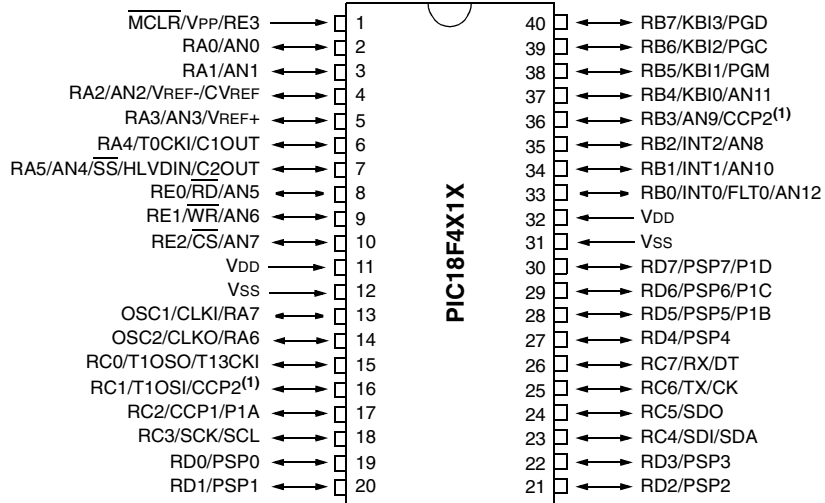 MCLR/VPP/RE3 1 40 RB7/KBI3/PGD
RA0/AN0 2 39 RB6/KBI2/PGC
RA1/AN1 3 38 RB5/KBI1/PGM
RA2/AN2/VREF-/CVREF 4 37 RB4/KBI0/AN11
RA3/AN3/VREF+ 5 36 RB3/AN9/CCP2(1)
RA4/T0CKI/C1OUT 6 35 RB2/INT2/AN8
RA5/AN4/SS/HLVDIN/C2OUT 7 34 RB1/INT1/AN10
RE0/RD/AN5 8 33 RB0/INT0/FLT0/AN12
RE1/WR/AN6 9 32 VDD
RE2/CS/AN7 10 31 VSS
VDD 11 30 RD7/PSP7/P1D
VSS 12 29 RD6/PSP6/P1C
OSC1/CLKI/RA7 13 28 RD5/PSP5/P1B
OSC2/CLKO/RA6 14 27 RD4/PSP4
RC0/T1OSO/T13CKI 15 26 RC7/RX/DT
RC1/T1OSI/CCP2(1) 16 25 RC6/TX/CK
RC2/CCP1/P1A 17 24 RC5/SDO
RC3/SCK/SCL 18 23 RC4/SDI/SDA
RD0/PSP0 19 22 RD3/PSP3
RD1/PSP1 20 21 RD2/PSP2
PIC18F4X1X